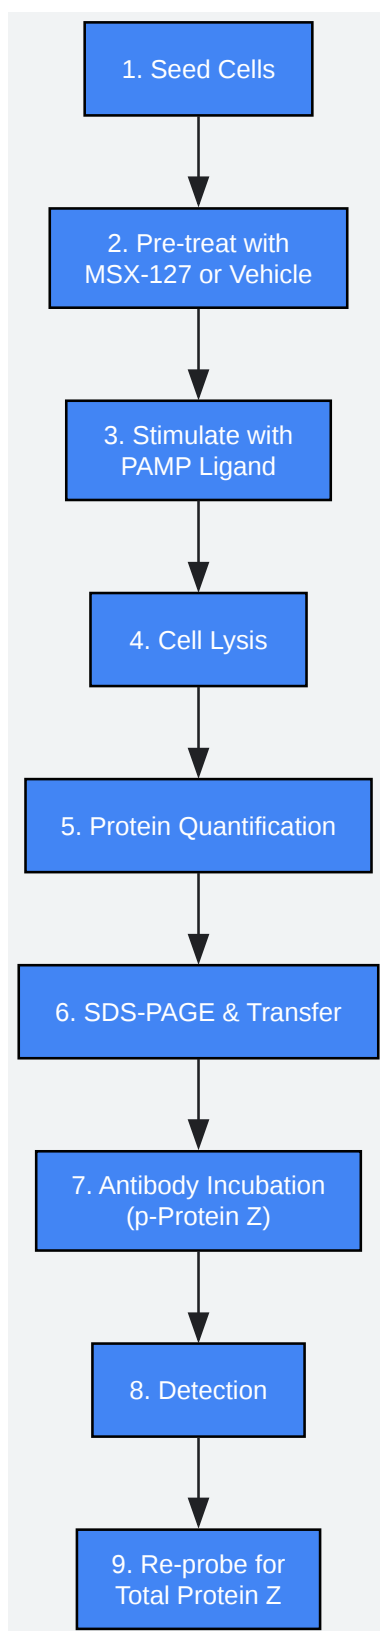 1. Seed Cells
2. Pre-treat with
MSX-127 or Vehicle
3. Stimulate with
PAMP Ligand
4. Cell Lysis
5. Protein Quantification
6. SDS-PAGE & Transfer
7. Antibody Incubation
(p-Protein Z)
8. Detection
9. Re-probe for
Total Protein Z